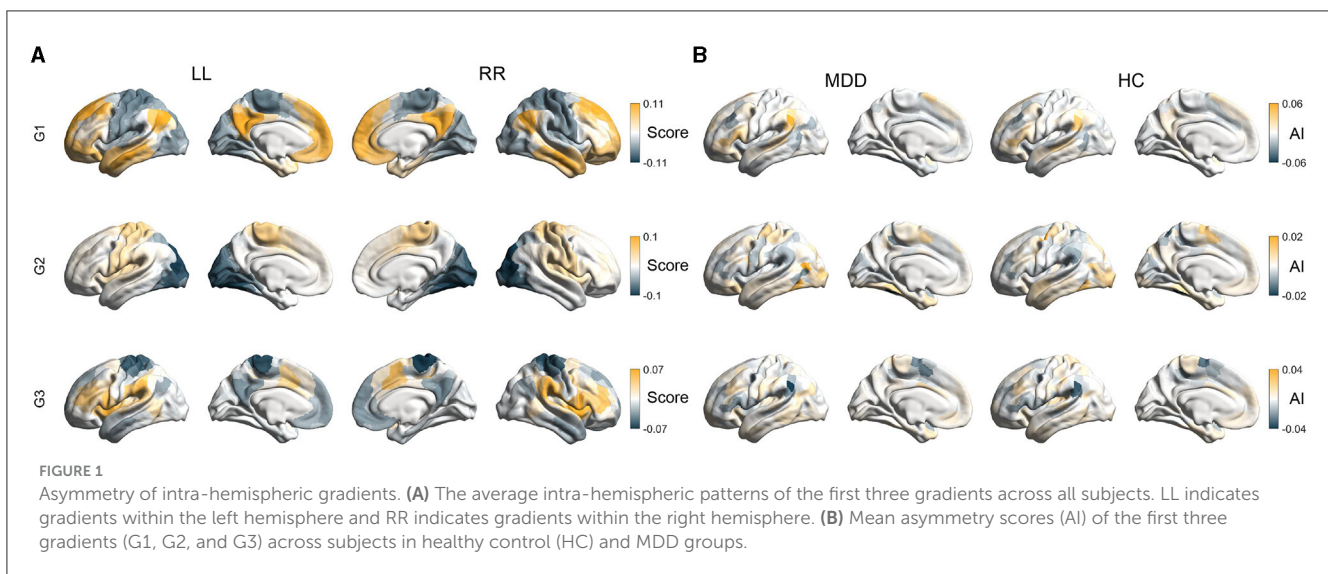 A
B
LL
RR
MDD
HC
G1
0.11
Score
-0.11
0.06
AI
-0.06
G2
0.1
Score
-0.1
0.02
AI
-0.02
G3
0.07
Score
-0.07
0.04
AI
-0.04
FIGURE 1
Asymmetry of intra-hemispheric gradients. (A) The average intra-hemispheric patterns of the first three gradients across all subjects. LL indicates
gradients within the left hemisphere and RR indicates gradients within the right hemisphere. (B) Mean asymmetry scores (AI) of the first three
gradients (G1, G2, and G3) across subjects in healthy control (HC) and MDD groups.